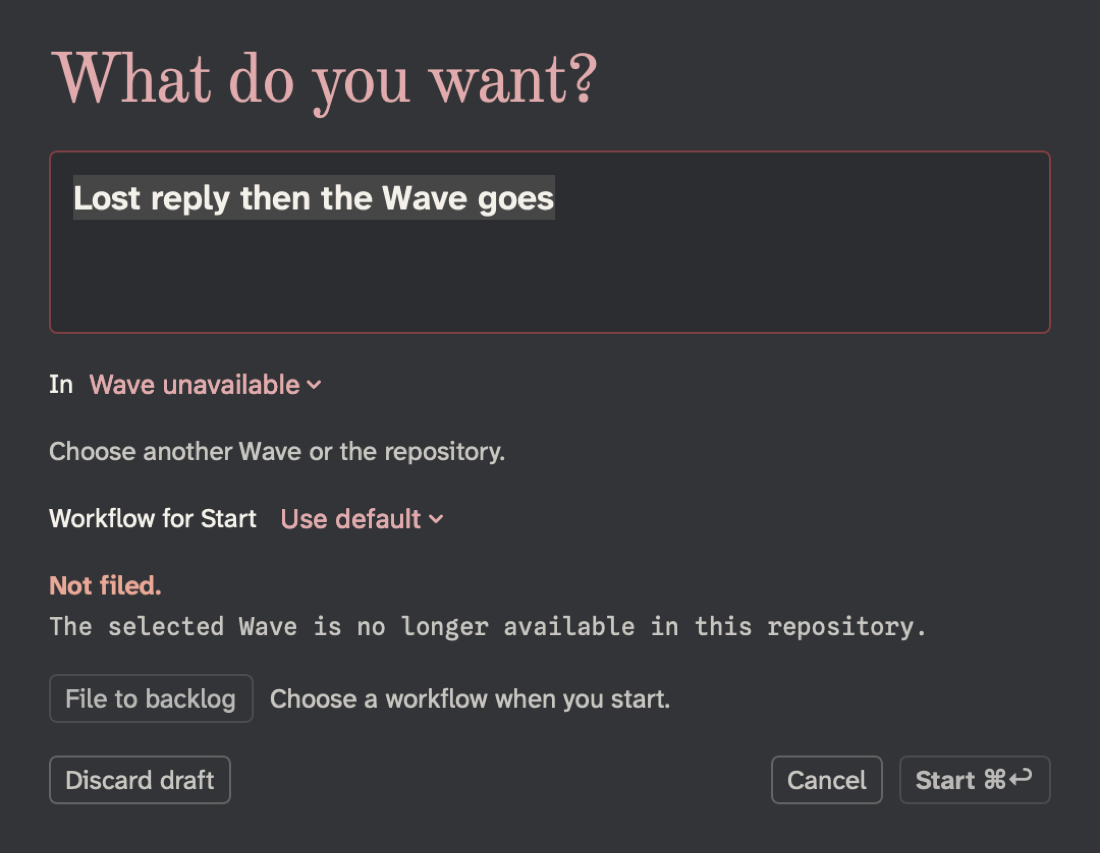 What do you want?
Lost reply then the Wave goes
In Wave unavailable
Choose another Wave or the repository.
Workflow for Start Use default
Not filed.
The selected Wave is no longer available in this repository.
File to backlog Choose a workflow when you start.
Discard draft Cancel Start ⌘↩